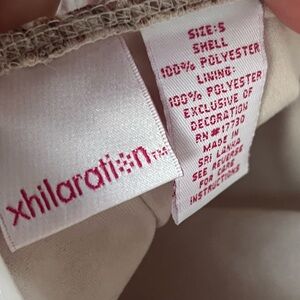 xhilaration™
SIZE:S
SHELL
100% POLYESTER
LINING:
100% POLYESTER
EXCLUSIVE OF
DECORATION
RN#17730
MADE IN
SRI LANKA
SEE REVERSE
FOR CARE
INSTRUCTIONS